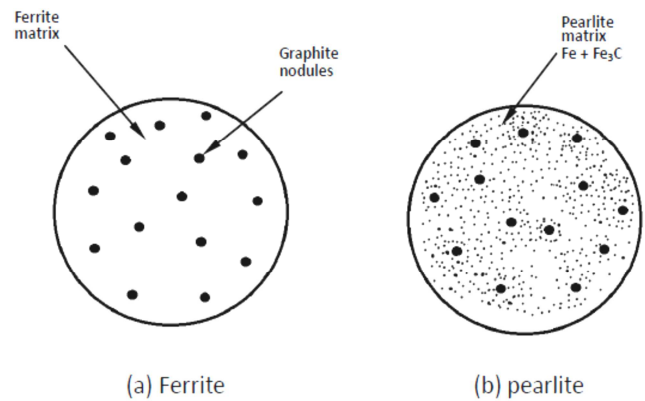 Ferrite
matrix
Graphite
nodules
Pearlite
matrix
Fe + Fe₃C
(a) Ferrite
(b) pearlite